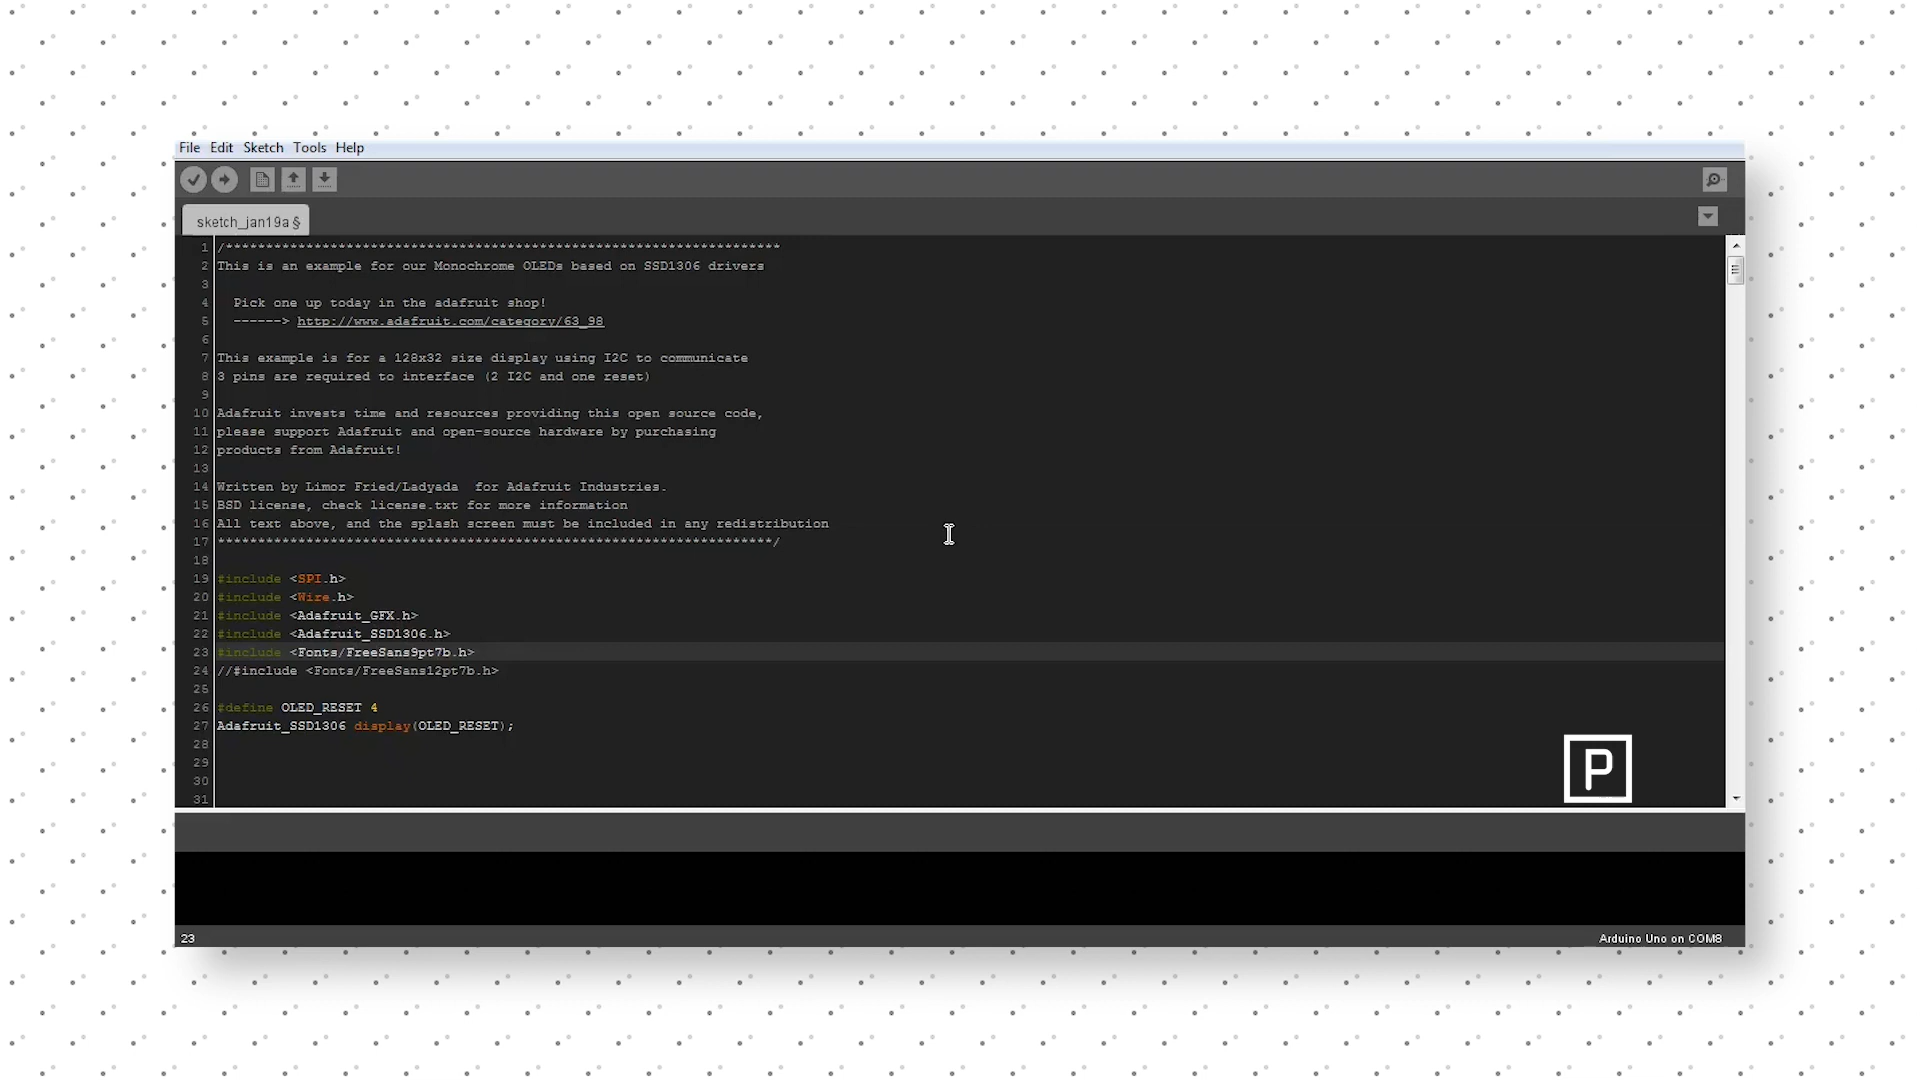 File Edit Sketch Tools Help
sketch_jan19a §
1 /*********************************************************************
2 This is an example for our Monochrome OLEDs based on SSD1306 drivers
3
4   Pick one up today in the adafruit shop!
5   ------> http://www.adafruit.com/category/63_98
6
7 This example is for a 128x32 size display using I2C to communicate
8 3 pins are required to interface (2 I2C and one reset)
9
10 Adafruit invests time and resources providing this open source code,
11 please support Adafruit and open-source hardware by purchasing
12 products from Adafruit!
13
14 Written by Limor Fried/Ladyada  for Adafruit Industries.
15 BSD license, check license.txt for more information
16 All text above, and the splash screen must be included in any redistribution
17 *********************************************************************/
18
19 #include <SPI.h>
20 #include <Wire.h>
21 #include <Adafruit_GFX.h>
22 #include <Adafruit_SSD1306.h>
23 #include <Fonts/FreeSans9pt7b.h>
24 //#include <Fonts/FreeSans12pt7b.h>
25
26 #define OLED_RESET 4
27 Adafruit_SSD1306 display(OLED_RESET);
28
29
30
31
P
23 Arduino Uno on COM8